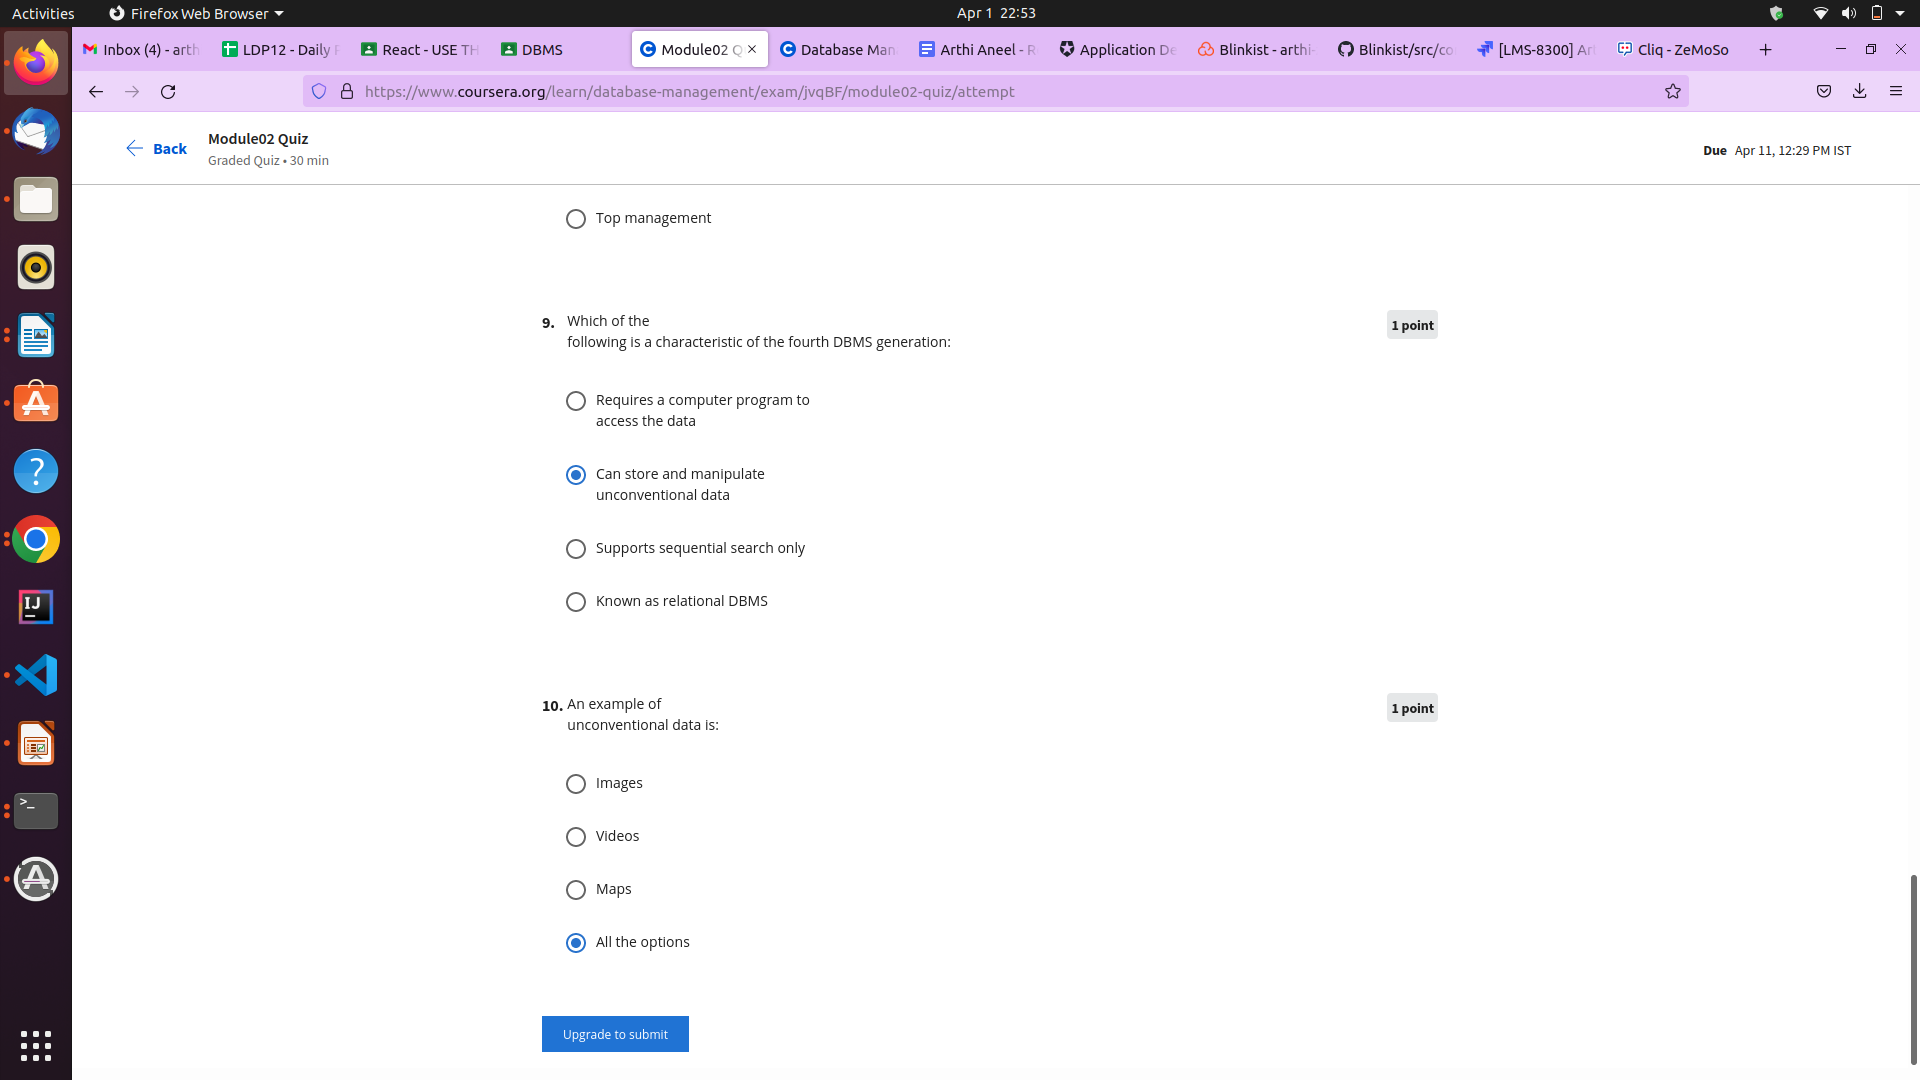 Activities
Firefox Web Browser
Apr 1 22:53
Inbox (4) - arth
LDP12 - Daily
React - USE TH
DBMS
Module02 Q
Database Man
Arthi Aneel - R
Application De
Blinkist - arthi-
Blinkist/src/co
[LMS-8300] Ar
Cliq - ZeMoSo
https://www.coursera.org/learn/database-management/exam/jvqBF/module02-quiz/attempt
Back
Module02 Quiz
Graded Quiz • 30 min
Due Apr 11, 12:29 PM IST
Top management
9. Which of the
following is a characteristic of the fourth DBMS generation:
1 point
Requires a computer program to
access the data
Can store and manipulate
unconventional data
Supports sequential search only
Known as relational DBMS
10. An example of
unconventional data is:
1 point
Images
Videos
Maps
All the options
Upgrade to submit